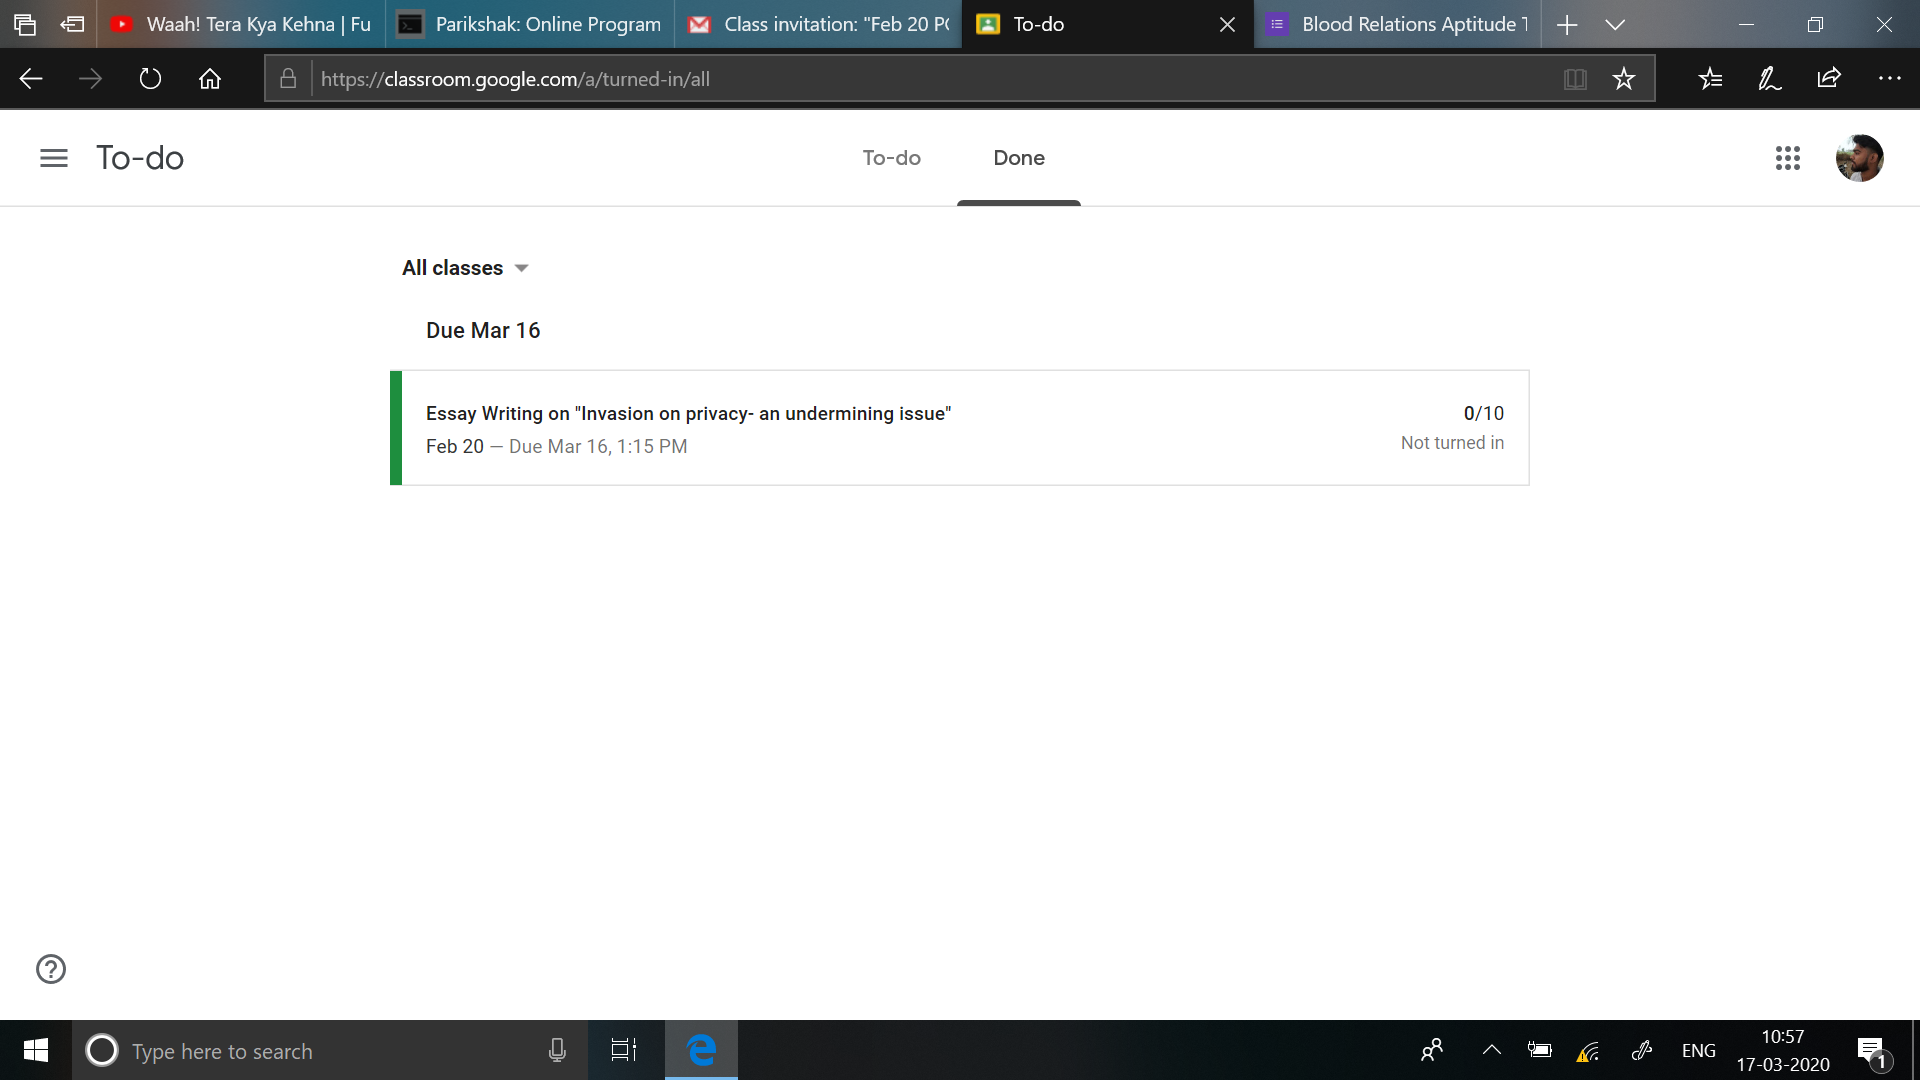 Waah! Tera Kya Kehna | Fu
Parikshak: Online Program
Class invitation: "Feb 20 PC
To-do
Blood Relations Aptitude T
https://classroom.google.com/a/turned-in/all
To-do
To-do
Done
All classes
Due Mar 16
Essay Writing on "Invasion on privacy- an undermining issue"
0/10
Feb 20 — Due Mar 16, 1:15 PM
Not turned in
Type here to search
ENG
10:57
17-03-2020
1